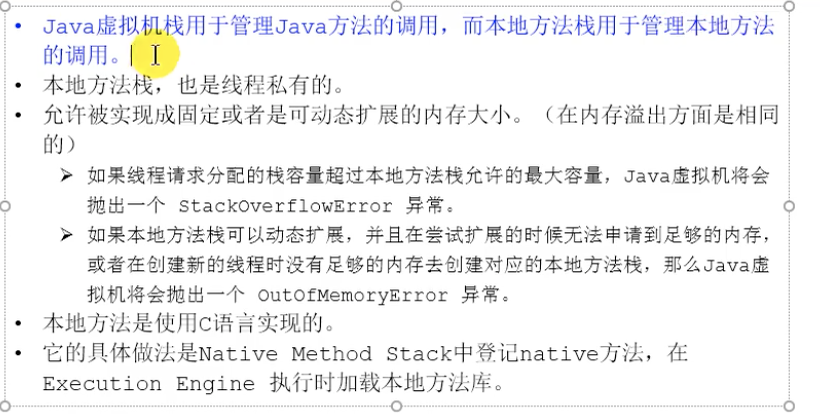 • Java虚拟机栈用于管理Java方法的调用，而本地方法栈用于管理本地方法
的调用。
• 本地方法栈，也是线程私有的。
• 允许被实现成固定或者是可动态扩展的内存大小。（在内存溢出方面是相同
的）
➢ 如果线程请求分配的栈容量超过本地方法栈允许的最大容量，Java虚拟机将会
抛出一个 StackOverflowError 异常。
➢ 如果本地方法栈可以动态扩展，并且在尝试扩展的时候无法申请到足够的内存，
或者在创建新的线程时没有足够的内存去创建对应的本地方法栈，那么Java虚
拟机将会抛出一个 OutOfMemoryError 异常。
• 本地方法是使用C语言实现的。
• 它的具体做法是Native Method Stack中登记native方法，在
Execution Engine 执行时加载本地方法库。